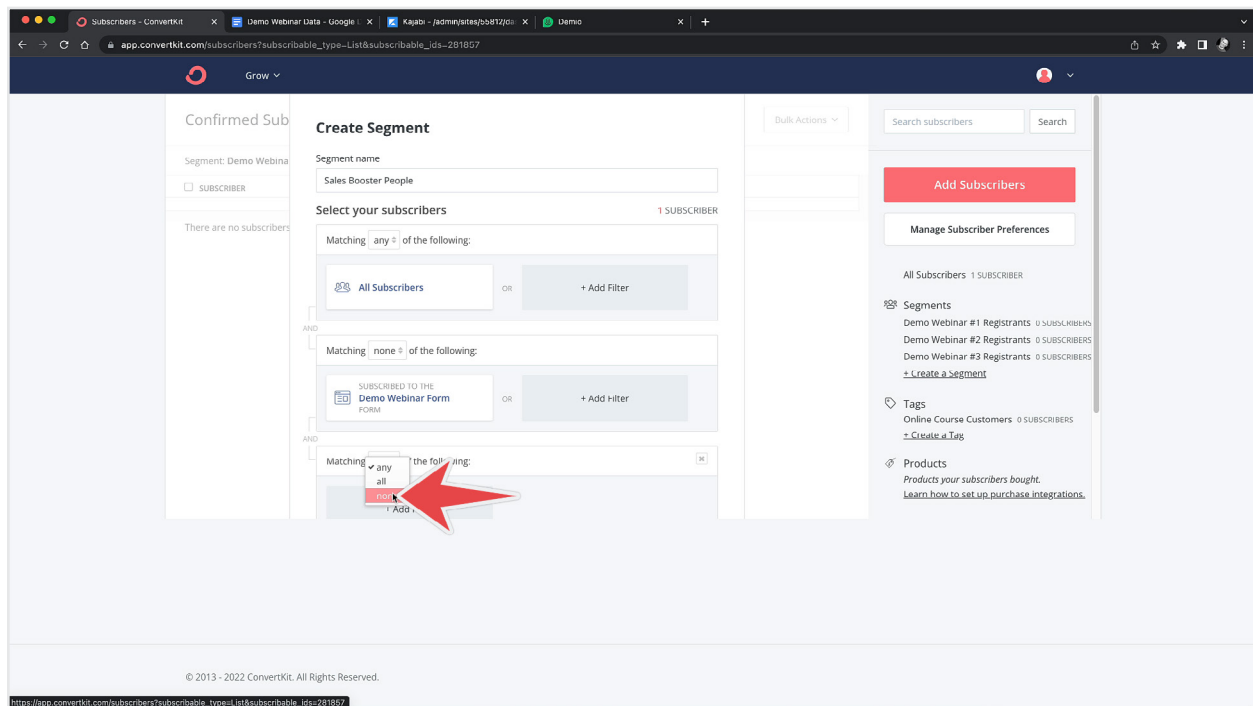 Subscribers - ConvertKit
Demo Webinar Data - Google
Kajabi - /admin/sites/55812/da
Demio
app.convertkit.com/subscribers?subscribable_type=List&subscribable_ids=281857
Grow
Confirmed Sub
Create Segment
Bulk Actions
Search subscribers
Search
Segment: Demo Webina
Segment name
SUBSCRIBER
Sales Booster People
Add Subscribers
Select your subscribers
1 SUBSCRIBER
There are no subscribers
Manage Subscriber Preferences
Matching any of the following:
All Subscribers
OR
+ Add Filter
All Subscribers 1 SUBSCRIBER
Segments
Demo Webinar #1 Registrants 0 SUBSCRIBERS
Demo Webinar #2 Registrants 0 SUBSCRIBERS
Demo Webinar #3 Registrants 0 SUBSCRIBERS
+ Create a Segment
AND
Matching none of the following:
SUBSCRIBED TO THE
Demo Webinar Form
FORM
OR
+ Add Filter
Tags
Online Course Customers 0 SUBSCRIBERS
+ Create a Tag
AND
Matching the following:
any
all
none
+ Add
Products
Products your subscribers bought.
Learn how to set up purchase integrations.
© 2013 - 2022 ConvertKit. All Rights Reserved.
https://app.convertkit.com/subscribers?subscribable_type=List&subscribable_ids=281857